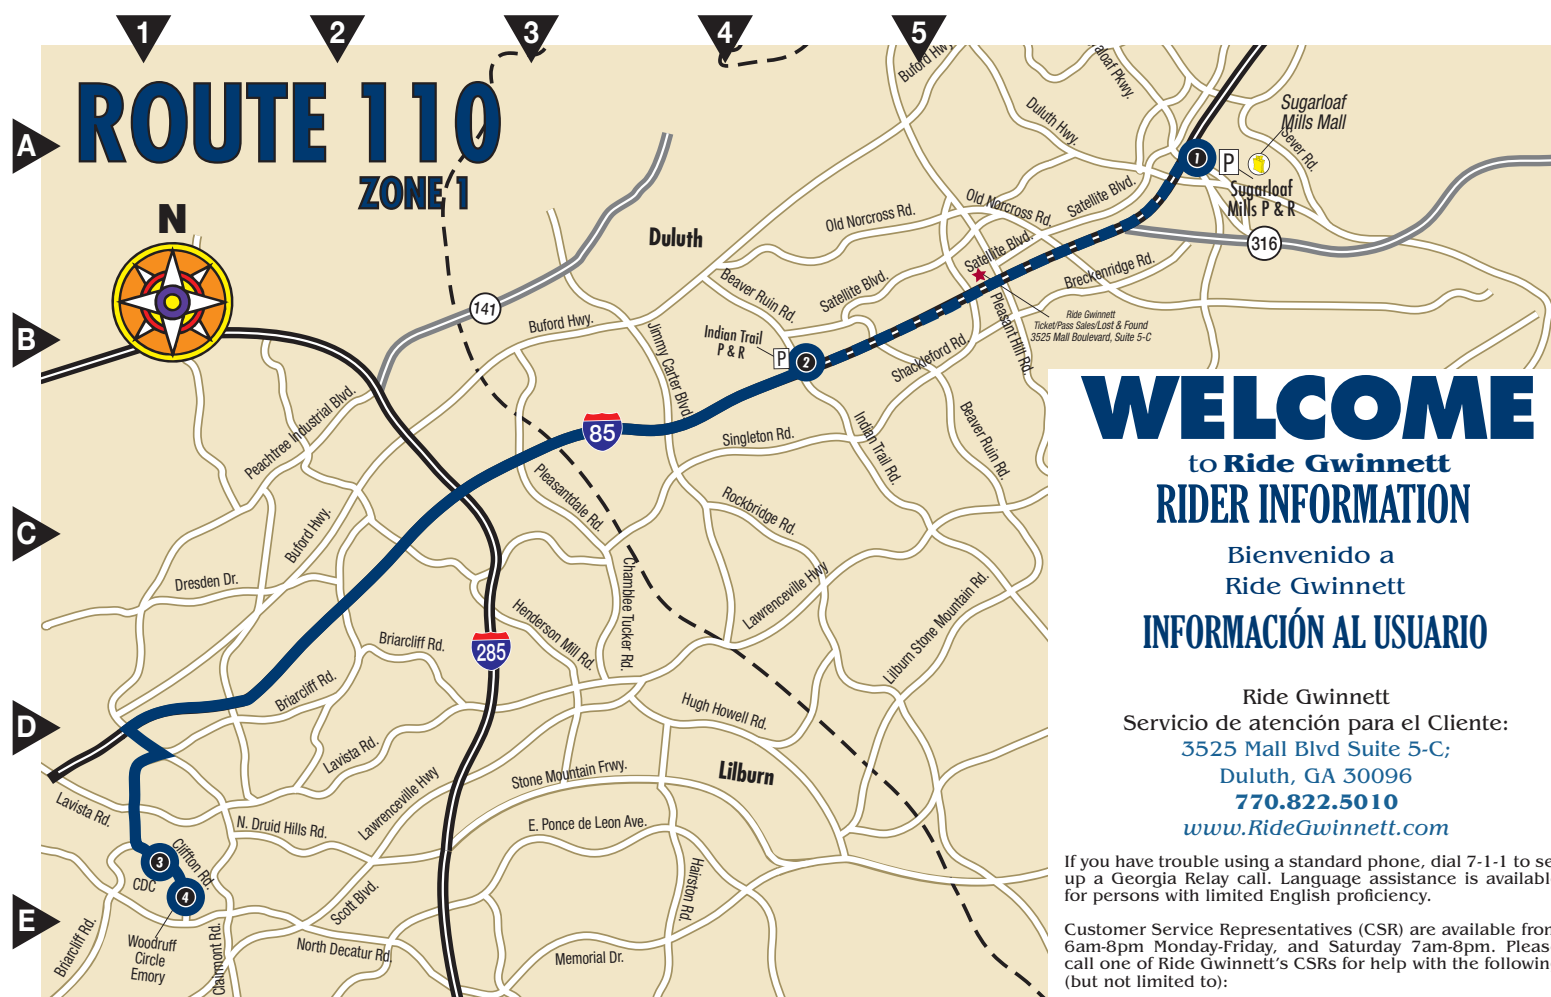 1
2
3
4
5
A
B
C
D
E
ROUTE 110
ZONE 1
N
Buford Hwy.
Duluth Hwy.
Sugarloaf
Mills Mall
Sever Rd.
1
P
Sugarloaf
Mills P & R
316
Old Norcross Rd.
Old Norcross Rd.
Satellite Blvd.
Satellite Blvd.
Satellite Blvd.
Duluth
Beaver Ruin Rd.
Breckenridge Rd.
Pleasant Hill Rd.
Ride Gwinnett
Ticket/Pass Sales/Lost & Found
3525 Mall Boulevard, Suite 5-C
141
Buford Hwy.
Jimmy Carter Blvd.
Indian Trail
P & R
P
2
Shackleford Rd.
Peachtree Industrial Blvd.
85
Singleton Rd.
Indian Trail Rd.
Beaver Ruin Rd.
Pleasantdale Rd.
Rockbridge Rd.
Buford Hwy.
Dresden Dr.
Chamblee Tucker Rd.
Lawrenceville Hwy
Lilburn Stone Mountain Rd.
Henderson Mill Rd.
Briarcliff Rd.
285
Briarcliff Rd.
Hugh Howell Rd.
Lavista Rd.
Lilburn
Stone Mountain Frwy.
Lawrenceville Hwy
Lavista Rd.
N. Druid Hills Rd.
E. Ponce de Leon Ave.
3
CDC
Cliffton Rd.
4
Scott Blvd.
Hairston Rd.
Woodruff
Circle
Emory
Briarcliff Rd.
Clairmont Rd.
North Decatur Rd.
Memorial Dr.
WELCOME
to Ride Gwinnett
RIDER INFORMATION
Bienvenido a
Ride Gwinnett
INFORMACIÓN AL USUARIO
Ride Gwinnett
Servicio de atención para el Cliente:
3525 Mall Blvd Suite 5-C;
Duluth, GA 30096
770.822.5010
www.RideGwinnett.com
If you have trouble using a standard phone, dial 7-1-1 to se
up a Georgia Relay call. Language assistance is availabl
for persons with limited English proficiency.
Customer Service Representatives (CSR) are available from
6am-8pm Monday-Friday, and Saturday 7am-8pm. Pleas
call one of Ride Gwinnett's CSRs for help with the followin
(but not limited to):